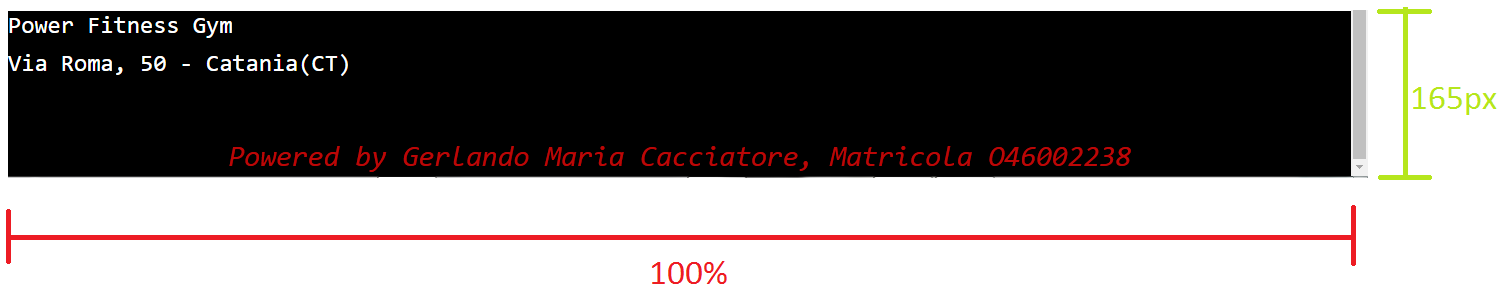 Power Fitness Gym
Via Roma, 50 - Catania(CT)
165px
Powered by Gerlando Maria Cacciatore, Matricola O46002238
100%